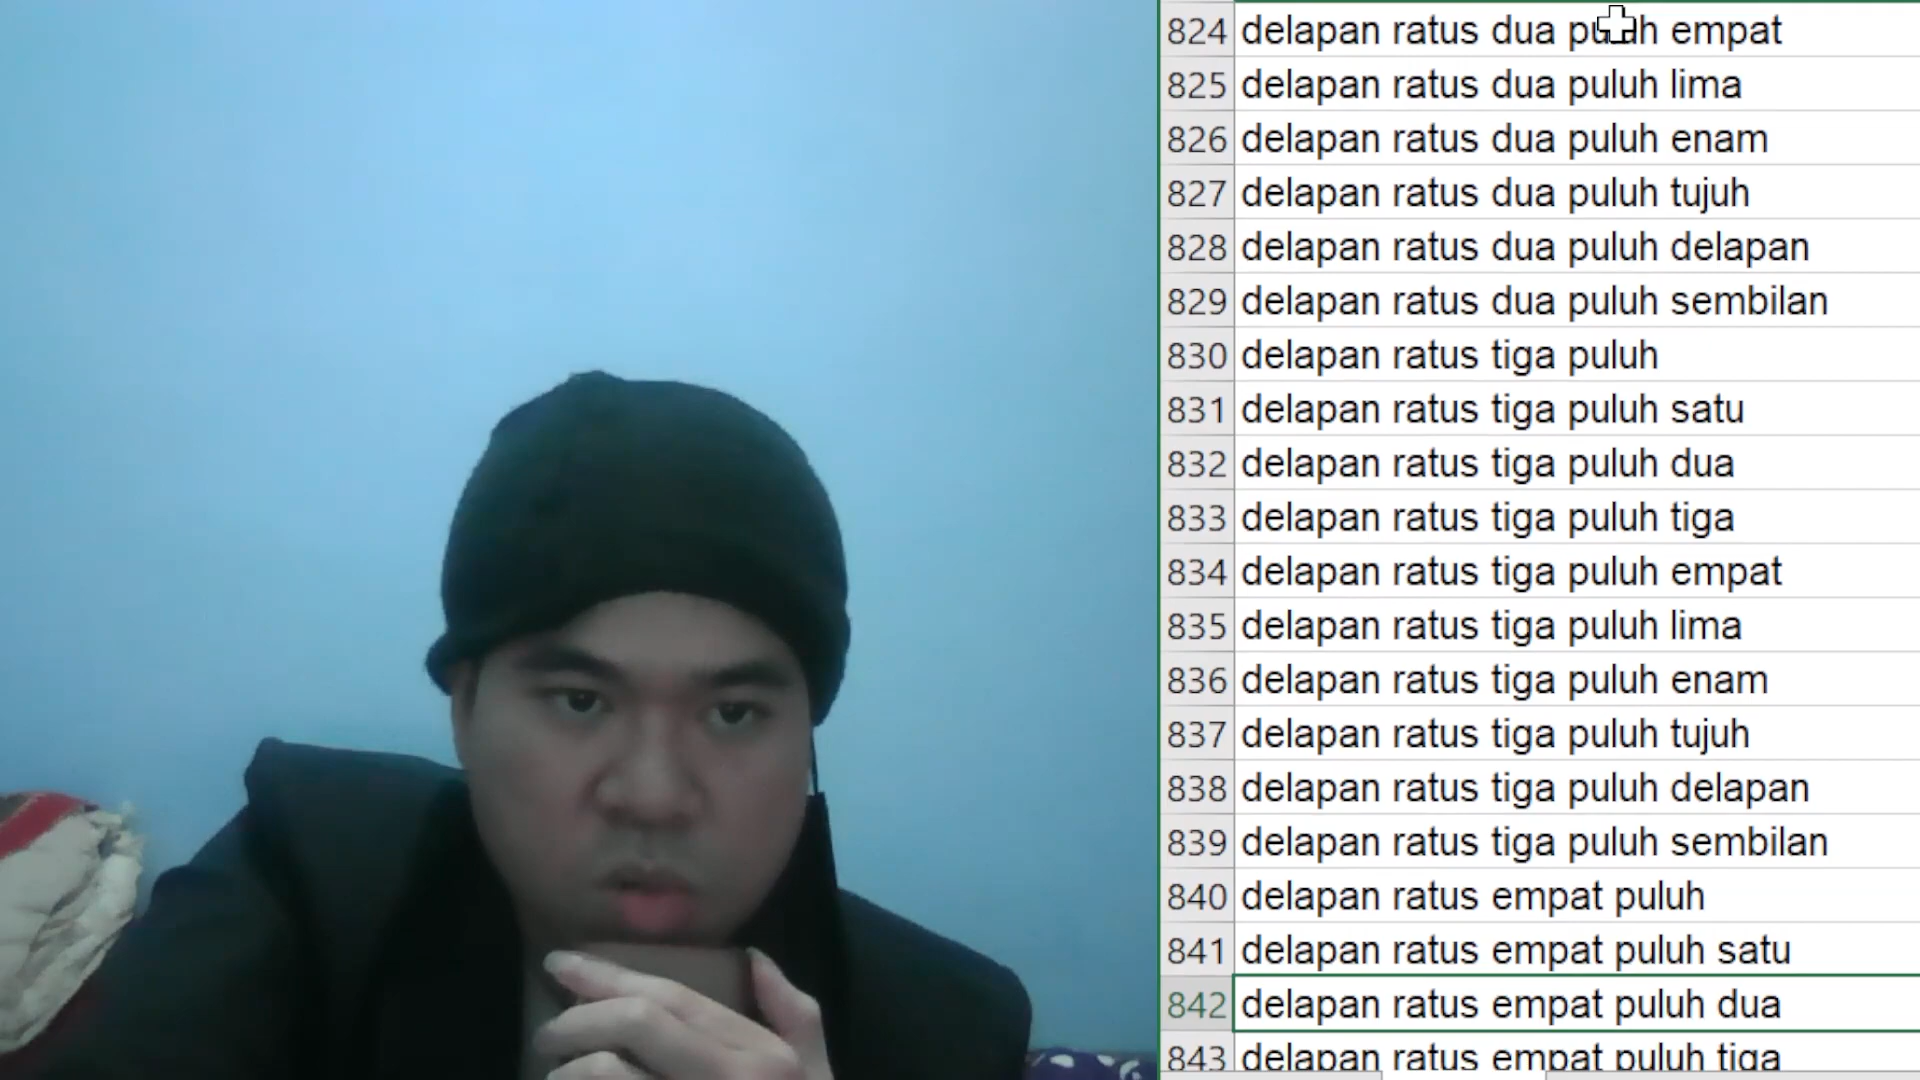 824 delapan ratus dua puluh empat
825 delapan ratus dua puluh lima
826 delapan ratus dua puluh enam
827 delapan ratus dua puluh tujuh
828 delapan ratus dua puluh delapan
829 delapan ratus dua puluh sembilan
830 delapan ratus tiga puluh
831 delapan ratus tiga puluh satu
832 delapan ratus tiga puluh dua
833 delapan ratus tiga puluh tiga
834 delapan ratus tiga puluh empat
835 delapan ratus tiga puluh lima
836 delapan ratus tiga puluh enam
837 delapan ratus tiga puluh tujuh
838 delapan ratus tiga puluh delapan
839 delapan ratus tiga puluh sembilan
840 delapan ratus empat puluh
841 delapan ratus empat puluh satu
842 delapan ratus empat puluh dua
843 delapan ratus empat puluh tiga